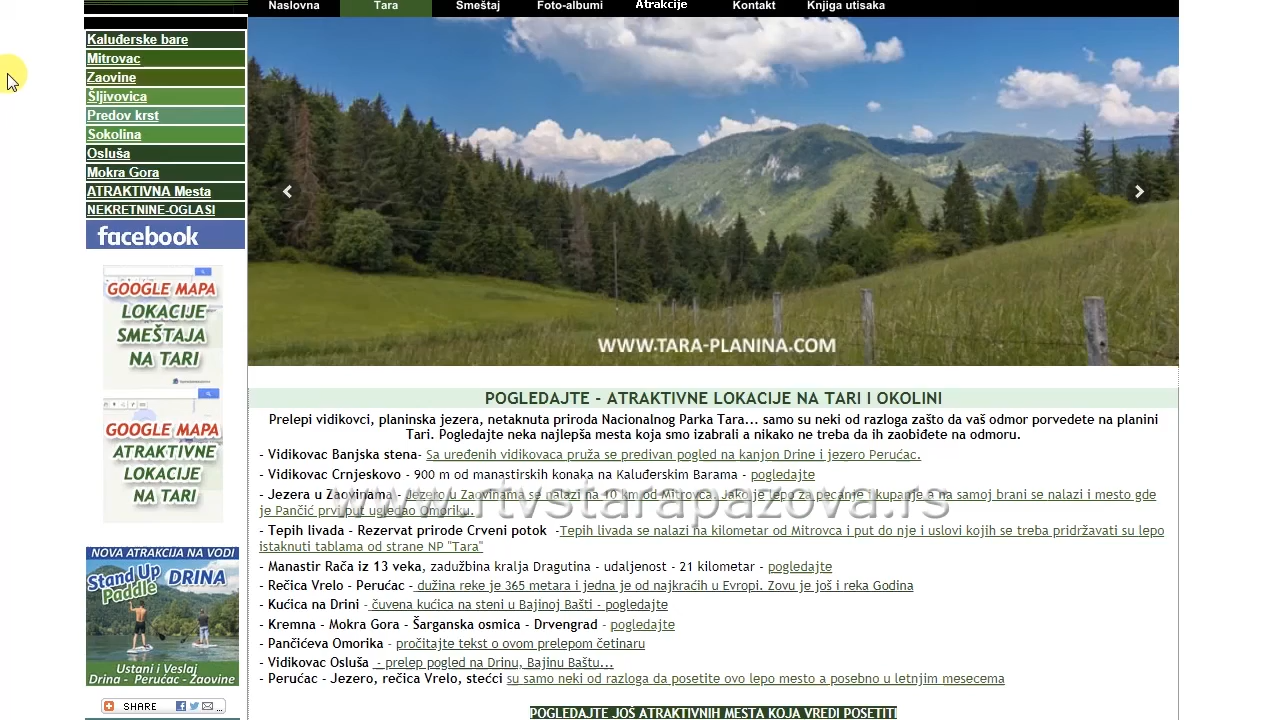 Naslovna Tara Smeštaj Foto-albumi Atrakcije Kontakt Knjiga utisaka
Kaluđerske bare
Mitrovac
Zaovine
Šljivovica
Predov krst
Sokolina
Osluša
Mokra Gora
ATRAKTIVNA Mesta
NEKRETNINE-OGLASI
facebook
GOOGLE MAPA
LOKACIJE
SMEŠTAJA
NA TARI
GOOGLE MAPA
ATRAKTIVNE
LOKACIJE
NA TARI
NOVA ATRAKCIJA NA VODI
Stand Up
Paddle
DRINA
Ustani i Veslaj
Drina - Perućac - Zaovine
SHARE
WWW.TARA-PLANINA.COM
POGLEDAJTE - ATRAKTIVNE LOKACIJE NA TARI I OKOLINI
Prelepi vidikovci, planinska jezera, netaknuta priroda Nacionalnog Parka Tara... samo su neki od razloga zašto da vaš odmor porvedete na planini
Tari. Pogledajte neka najlepša mesta koja smo izabrali a nikako ne treba da ih zaobiđete na odmoru.
- Vidikovac Banjska stena- Sa uređenih vidikovaca pruža se predivan pogled na kanjon Drine i jezero Perućac.
- Vidikovac Crnjeskovo - 900 m od manastirskih konaka na Kaluđerskim Barama - pogledajte
- Jezera u Zaovinama - Jezero u Zaovinama se nalazi na 10 km od Mitrovca. Jako je lepo za pecanje i kupanje a na samoj brani se nalazi i mesto gde
je Pančić prvi put ugledao Omoriku.
www.rtvstarapazova.rs
- Tepih livada - Rezervat prirode Crveni potok -Tepih livada se nalazi na kilometar od Mitrovca i put do nje i uslovi kojih se treba pridržavati su lepo
istaknuti tablama od strane NP "Tara"
- Manastir Rača iz 13 veka, zadužbina kralja Dragutina - udaljenost - 21 kilometar - pogledajte
- Rečica Vrelo - Perućac - dužina reke je 365 metara i jedna je od najkraćih u Evropi. Zovu je još i reka Godina
- Kućica na Drini - čuvena kućica na steni u Bajinoj Bašti - pogledajte
- Kremna - Mokra Gora - Šarganska osmica - Drvengrad - pogledajte
- Pančićeva Omorika - pročitajte tekst o ovom prelepom četinaru
- Vidikovac Osluša - prelep pogled na Drinu, Bajinu Baštu...
- Perućac - Jezero, rečica Vrelo, stećci su samo neki od razloga da posetite ovo lepo mesto a posebno u letnjim mesecema
POGLEDAJTE JOŠ ATRAKTIVNIH MESTA KOJA VREDI POSETITI